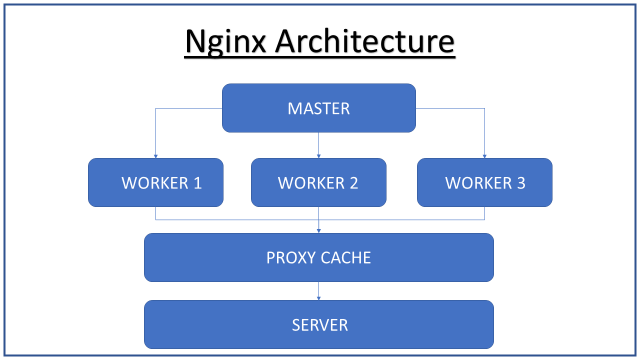 Nginx Architecture
MASTER
WORKER 1
WORKER 2
WORKER 3
PROXY CACHE
SERVER